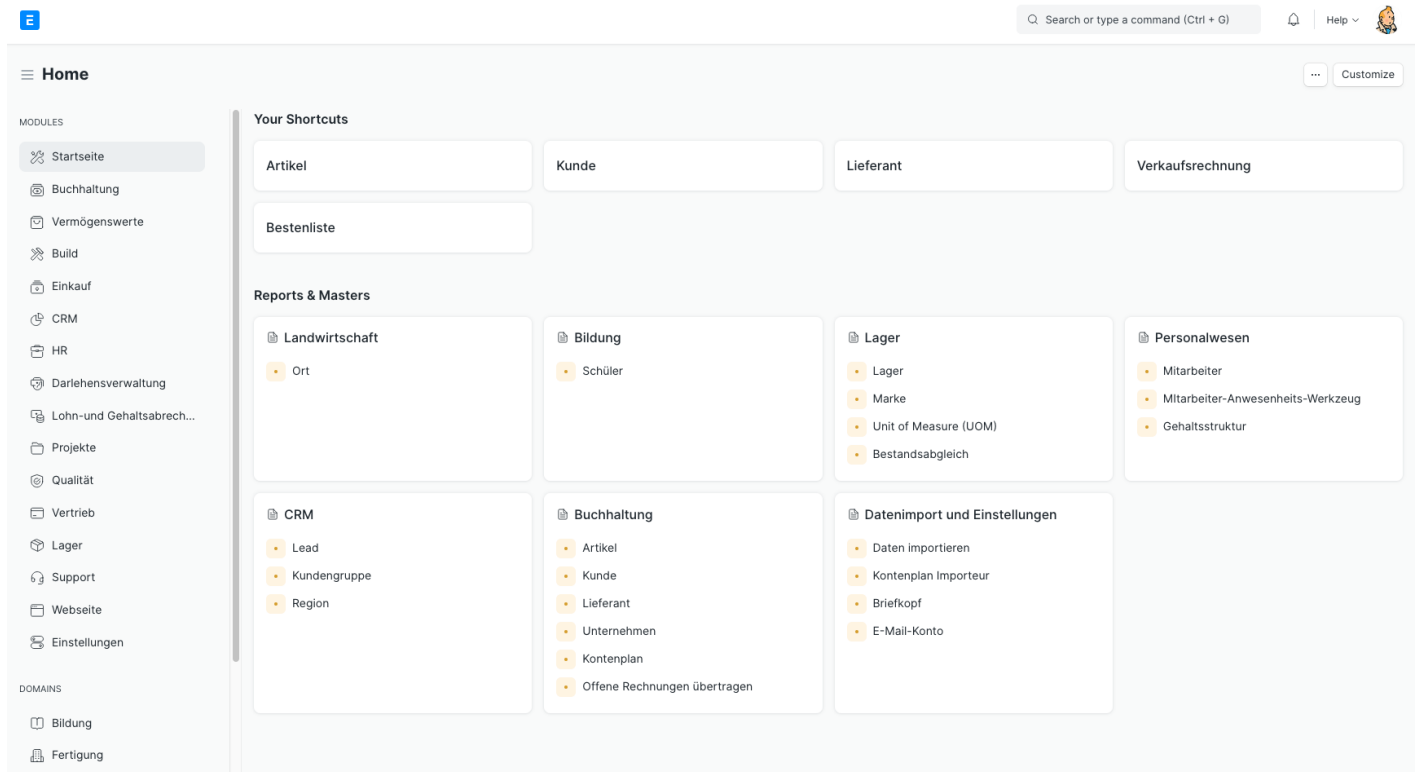 E
Search or type a command (Ctrl + G)
Help
Home
...
Customize
MODULES
Startseite
Buchhaltung
Vermögenswerte
Build
Einkauf
CRM
HR
Darlehensverwaltung
Lohn-und Gehaltsabrech...
Projekte
Qualität
Vertrieb
Lager
Support
Webseite
Einstellungen
DOMAINS
Bildung
Fertigung
Your Shortcuts
Artikel
Kunde
Lieferant
Verkaufsrechnung
Bestenliste
Reports & Masters
Landwirtschaft
Ort
Bildung
Schüler
Lager
Lager
Marke
Unit of Measure (UOM)
Bestandsabgleich
Personalwesen
Mitarbeiter
MItarbeiter-Anwesenheits-Werkzeug
Gehaltsstruktur
CRM
Lead
Kundengruppe
Region
Buchhaltung
Artikel
Kunde
Lieferant
Unternehmen
Kontenplan
Offene Rechnungen übertragen
Datenimport und Einstellungen
Daten importieren
Kontenplan Importeur
Briefkopf
E-Mail-Konto